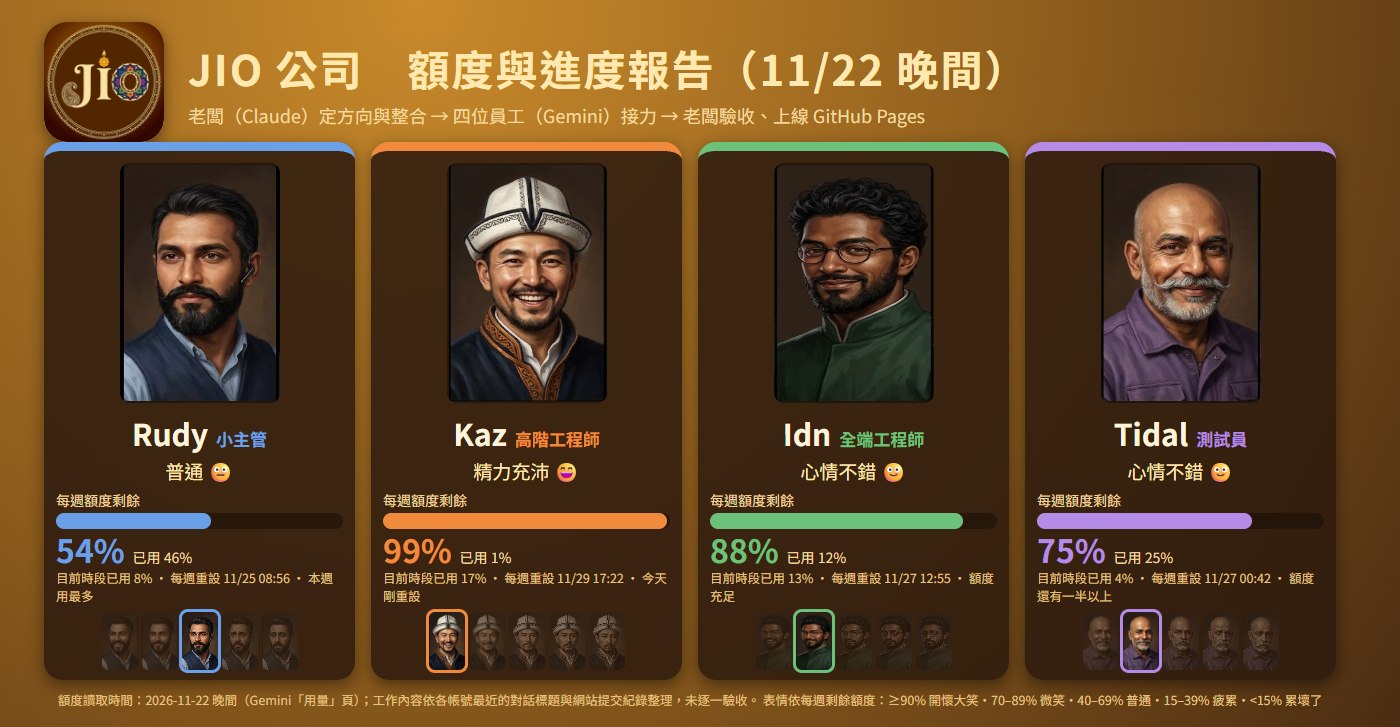 JIO
JIO 公司　額度與進度報告（11/22 晚間）
老闆（Claude）定方向與整合 → 四位員工（Gemini）接力 → 老闆驗收、上線 GitHub Pages
Rudy 小主管
普通
每週額度剩餘
54% 已用 46%
目前時段已用 8% · 每週重設 11/25 08:56 · 本週
用最多
Kaz 高階工程師
精力充沛
每週額度剩餘
99% 已用 1%
目前時段已用 17% · 每週重設 11/29 17:22 · 今天
剛重設
Idn 全端工程師
心情不錯
每週額度剩餘
88% 已用 12%
目前時段已用 13% · 每週重設 11/27 12:55 · 額度
充足
Tidal 測試員
心情不錯
每週額度剩餘
75% 已用 25%
目前時段已用 4% · 每週重設 11/27 00:42 · 額度
還有一半以上
額度讀取時間：2026-11-22 晚間（Gemini「用量」頁）；工作內容依各帳號最近的對話標題與網站提交紀錄整理，未逐一驗收。 表情依每週剩餘額度：≥90% 開懷大笑・70–89% 微笑・40–69% 普通・15–39% 疲累・<15% 累壞了